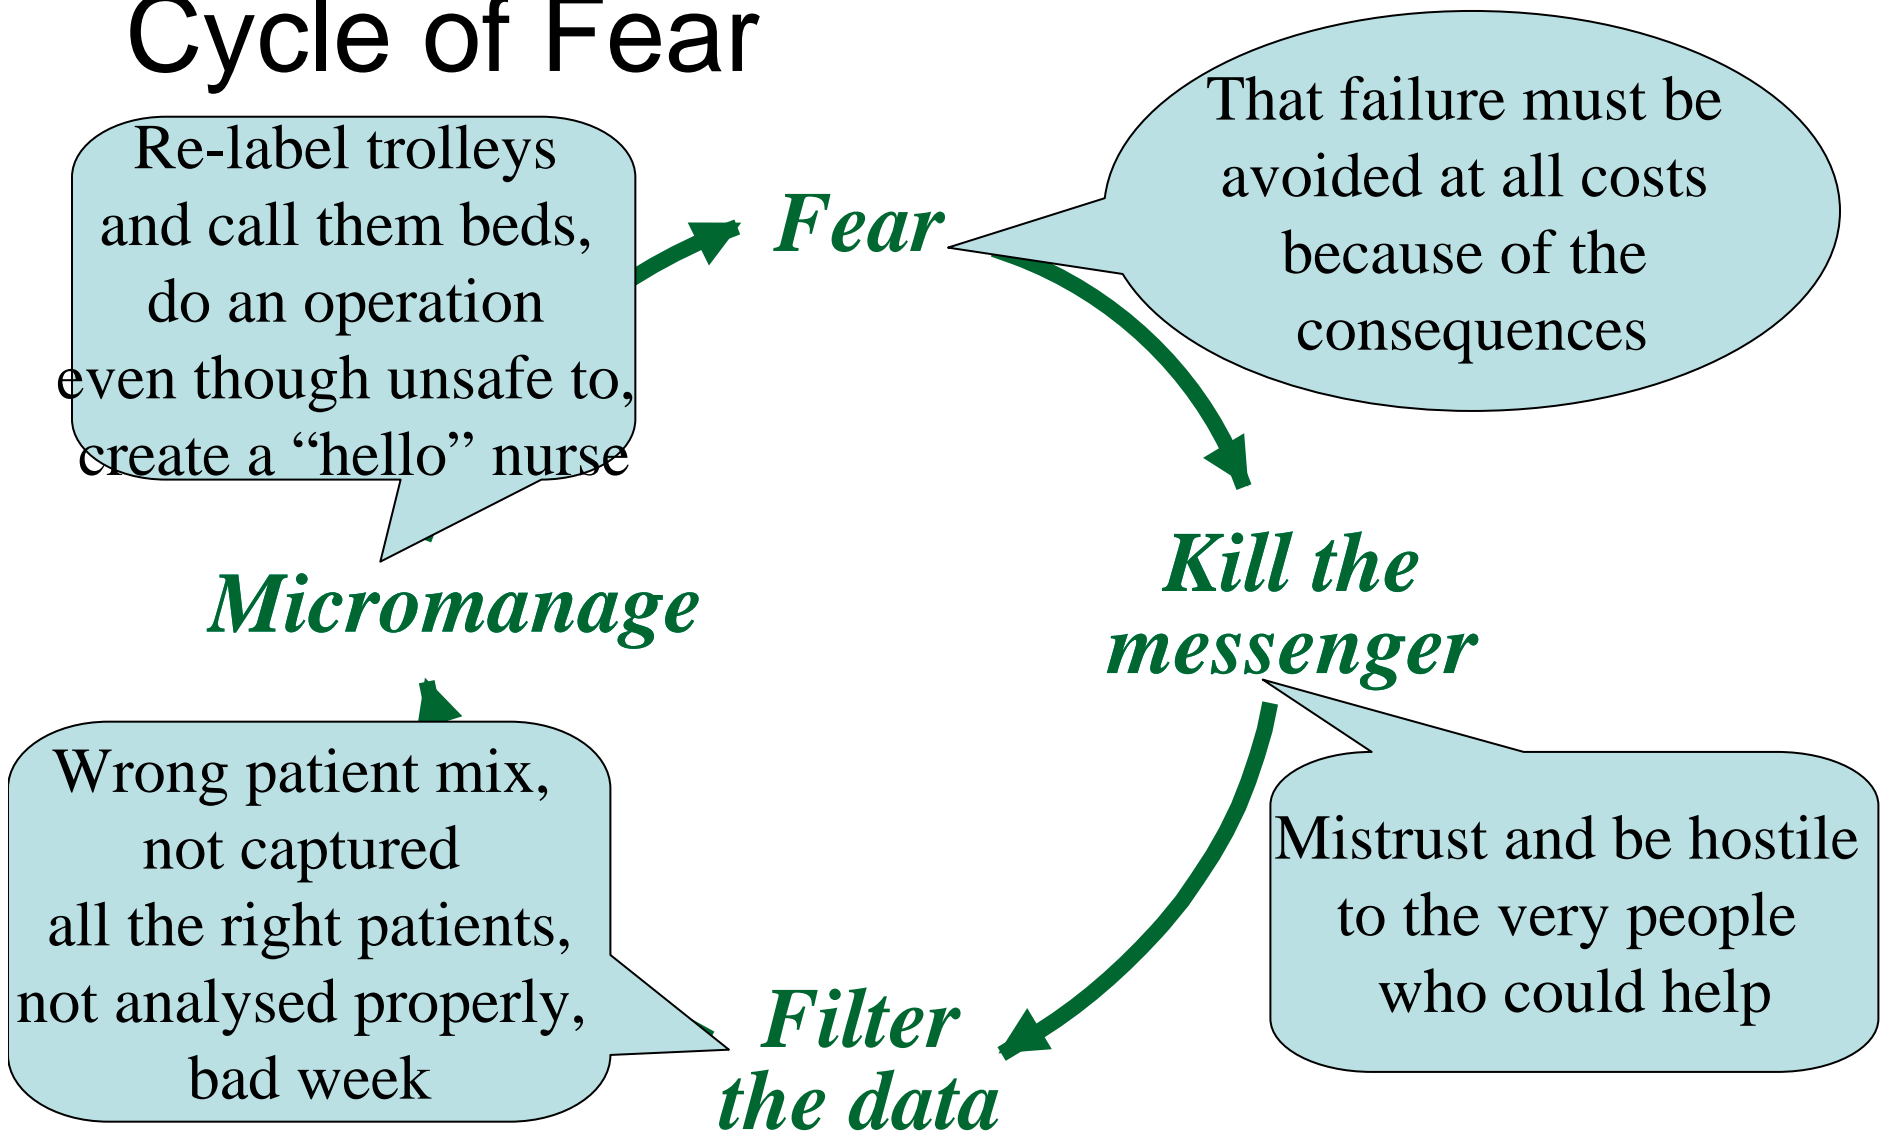 Cycle of Fear
Re-label trolleys
and call them beds,
do an operation
even though unsafe to,
create a “hello” nurse
Fear
That failure must be
avoided at all costs
because of the
consequences
Kill the
messenger
Mistrust and be hostile
to the very people
who could help
Filter
the data
Wrong patient mix,
not captured
all the right patients,
not analysed properly,
bad week
Micromanage